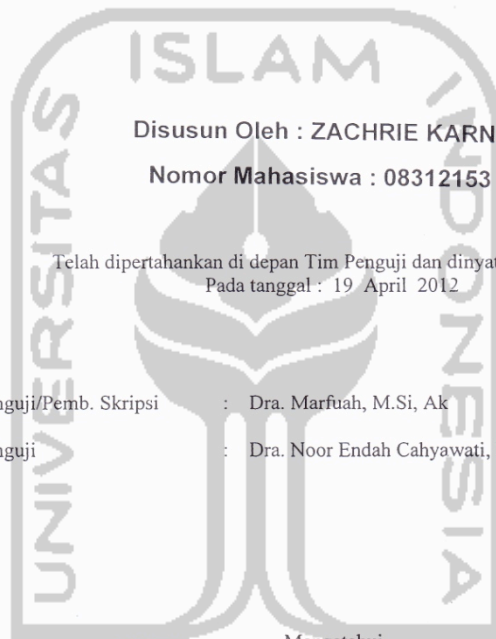 UNIVERSITAS ISLAM INDONESIA
Disusun Oleh : ZACHRIE KARN
Nomor Mahasiswa : 08312153
Telah dipertahankan di depan Tim Penguji dan dinyat
Pada tanggal : 19 April 2012
nguji/Pemb. Skripsi : Dra. Marfuah, M.Si, Ak
nguji : Dra. Noor Endah Cahyawati,